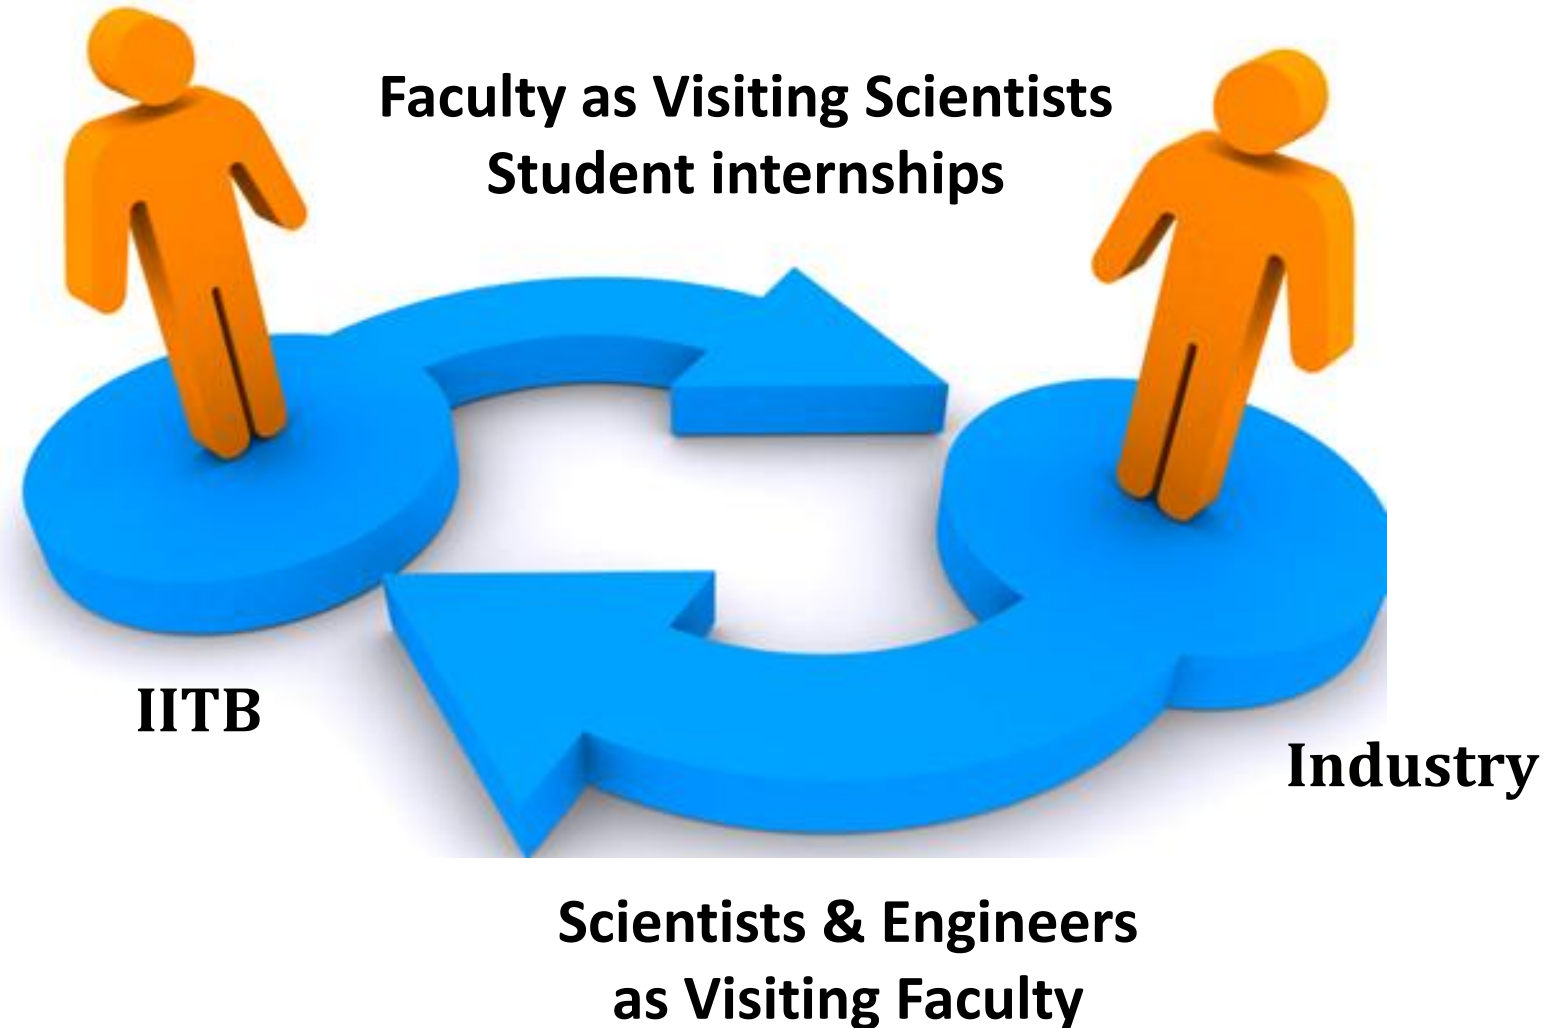 Faculty as Visiting Scientists
Student internships
IITB
Industry
Scientists & Engineers
as Visiting Faculty